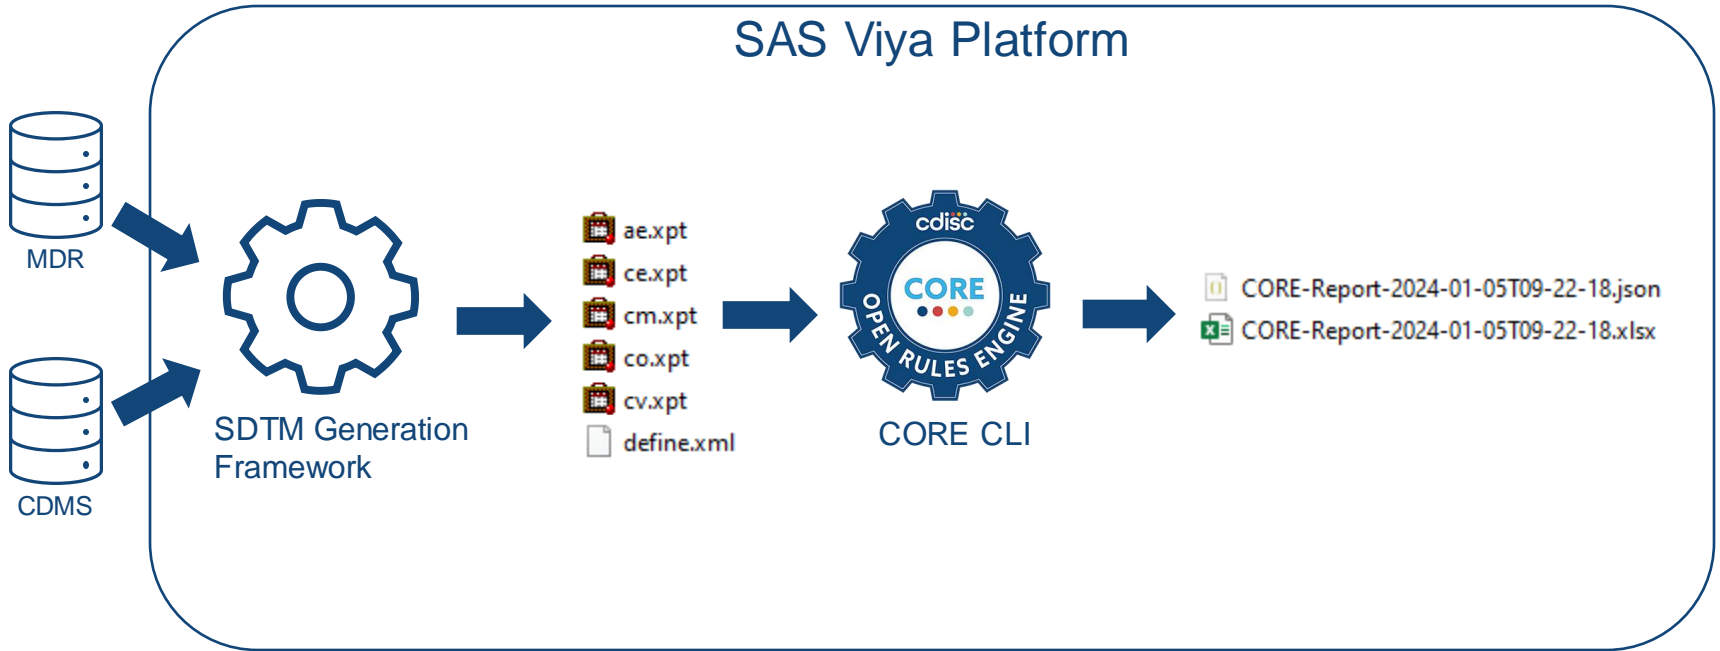 SAS Viya Platform
MDR
CDMS
SDTM Generation
Framework
ae.xpt
ce.xpt
cm.xpt
co.xpt
cv.xpt
define.xml
cdisc
CORE
OPEN RULES ENGINE
CORE CLI
CORE-Report-2024-01-05T09-22-18.json
CORE-Report-2024-01-05T09-22-18.xlsx